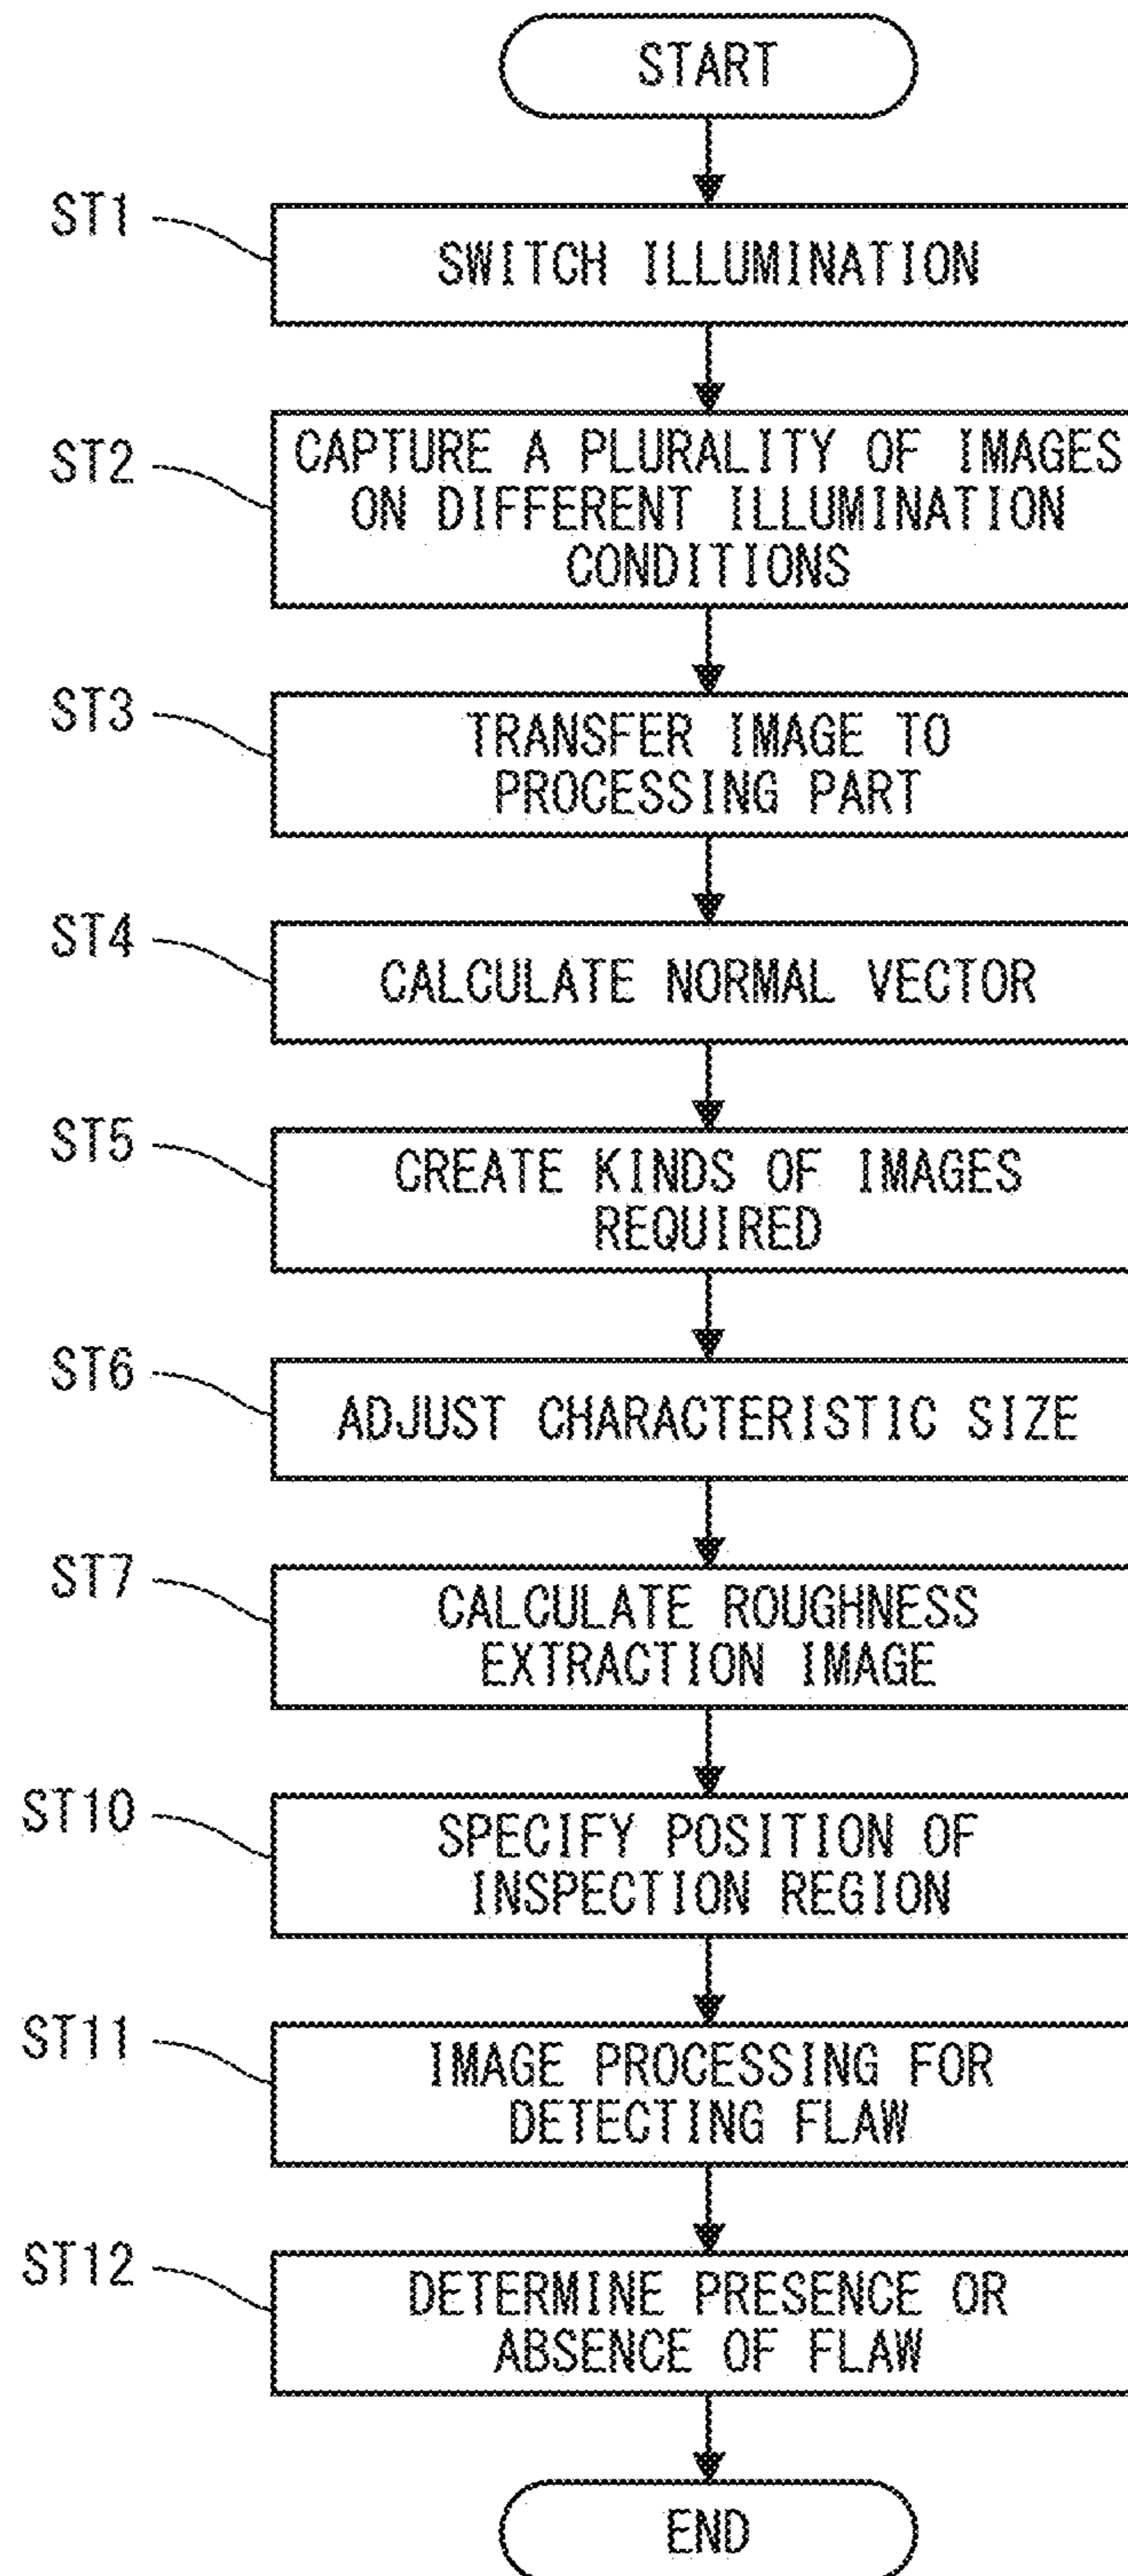 START
ST1
SWITCH ILLUMINATION
ST2
CAPTURE A PLURALITY OF IMAGES
ON DIFFERENT ILLUMINATION
CONDITIONS
ST3
TRANSFER IMAGE TO
PROCESSING PART
ST4
CALCULATE NORMAL VECTOR
ST5
CREATE KINDS OF IMAGES
REQUIRED
ST6
ADJUST CHARACTERISTIC SIZE
ST7
CALCULATE ROUGHNESS
EXTRACTION IMAGE
ST10
SPECIFY POSITION OF
INSPECTION REGION
ST11
IMAGE PROCESSING FOR
DETECTING FLAW
ST12
DETERMINE PRESENCE OR
ABSENCE OF FLAW
END